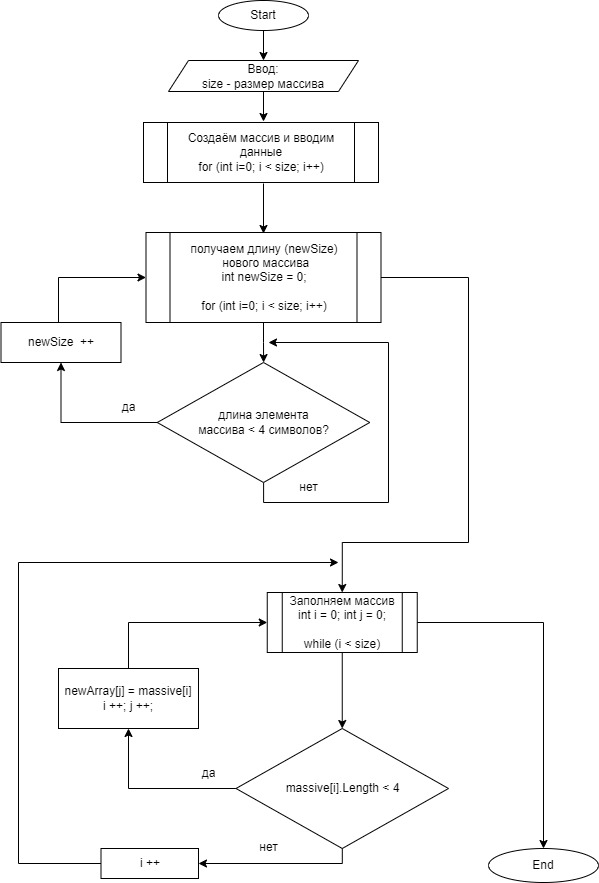 Start
Ввод:
size - размер массива
Создаём массив и вводим
данные
for (int i=0; i < size; i++)
получаем длину (newSize)
нового массива
int newSize = 0;
for (int i=0; i < size; i++)
newSize ++
да
длина элемента
массива < 4 символов?
нет
Заполняем массив
int i = 0; int j = 0;
while (i < size)
newArray[j] = massive[i]
i ++; j ++;
да
massive[i].Length < 4
нет
i ++
End